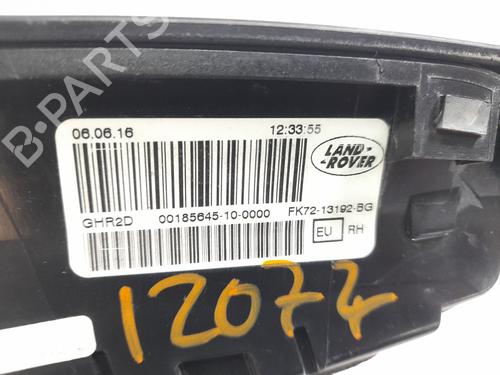 B-PARTS
06.06.16 12:33:55
LAND-
-ROVER
GHR2D 00185645-10-0000 FK72-13192-BG
EU RH
12072